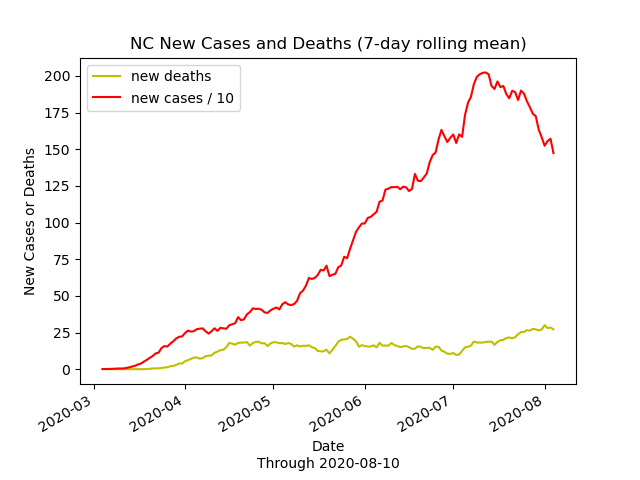 NC New Cases and Deaths (7-day rolling mean)
new deaths
new cases / 10
200
175
150
125
100
75
50
25
0
New Cases or Deaths
2020-03
2020-04
2020-05
2020-06
2020-07
2020-08
Date
Through 2020-08-10